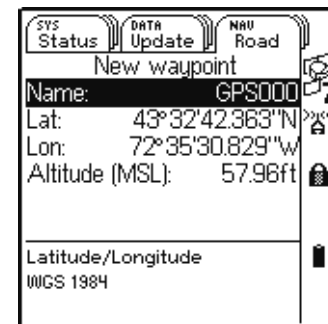 SYS DATA NAV
Status Update Road
New waypoint
Name: GPS000
Lat: 43°32'42.363"N
Lon: 72°35'30.829"W
Altitude (MSL): 57.96ft
Latitude/Longitude
WGS 1984